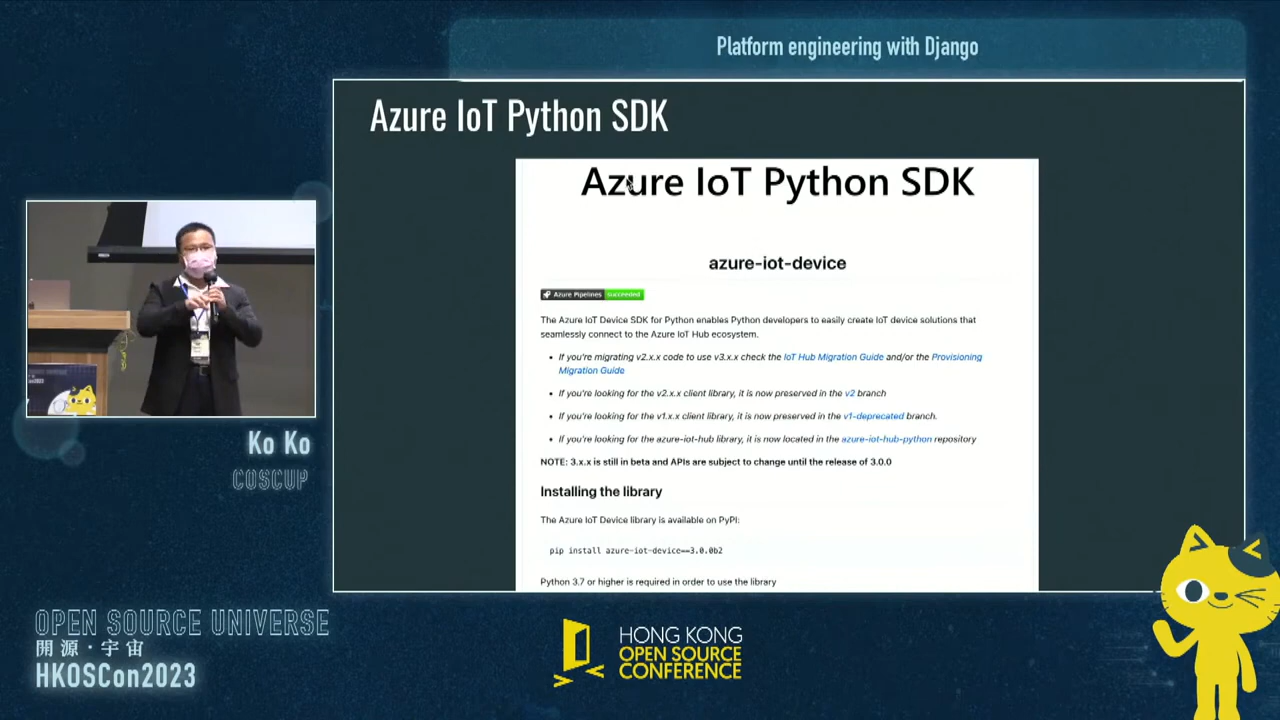 Platform engineering with Django
Azure IoT Python SDK
Azure IoT Python SDK
azure-iot-device
Azure Pipelines succeeded
The Azure IoT Device SDK for Python enables Python developers to easily create IoT device solutions that
seamlessly connect to the Azure IoT Hub ecosystem.
If you're migrating v2.x.x code to use v3.x.x check the IoT Hub Migration Guide and/or the Provisioning
Migration Guide
If you're looking for the v2.x.x client library, it is now preserved in the v2 branch
If you're looking for the v1.x.x client library, it is now preserved in the v1-deprecated branch.
If you're looking for the azure-iot-hub library, it is now located in the azure-iot-hub-python repository
NOTE: 3.x.x is still in beta and APIs are subject to change until the release of 3.0.0
Installing the library
The Azure IoT Device library is available on PyPI:
pip install azure-iot-device==3.0.0b2
Python 3.7 or higher is required in order to use the library
Ko Ko
COSCUP
OPEN SOURCE UNIVERSE
開源·宇宙
HKOSCon2023
HONG KONG
OPEN SOURCE
CONFERENCE